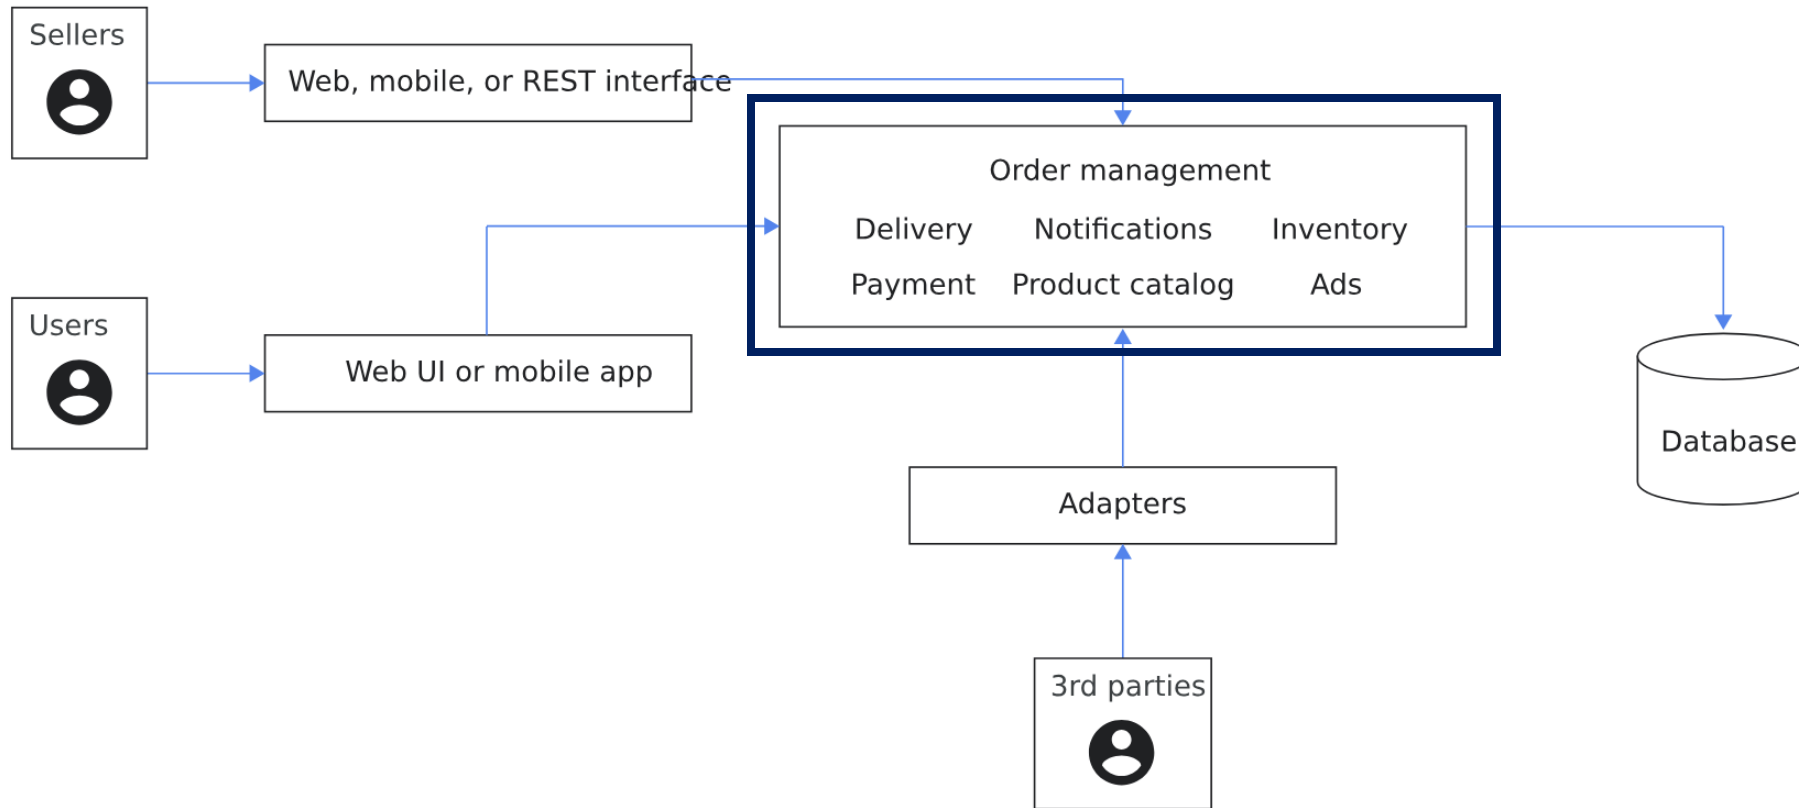 Sellers
Web, mobile, or REST interface
Order management
Delivery Notifications Inventory
Payment Product catalog Ads
Users
Web UI or mobile app
Database
Adapters
3rd parties